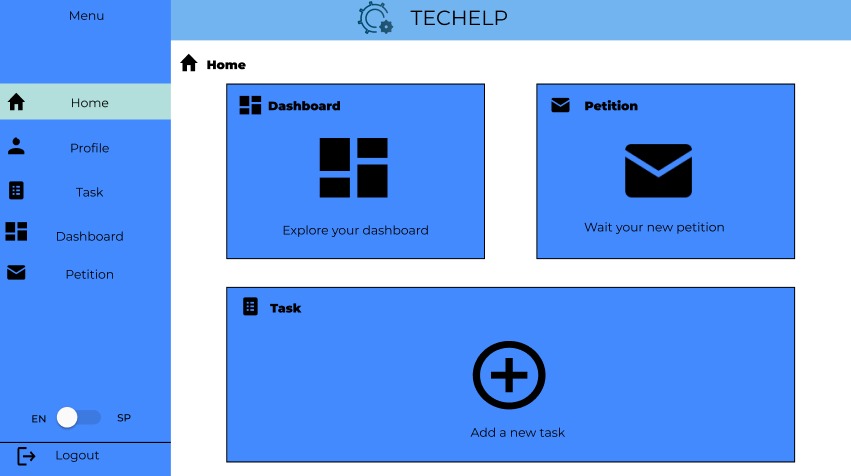 Menu
TECHELP
Home
Home
Dashboard
Petition
Profile
Task
Dashboard
Petition
Explore your dashboard
Wait your new petition
Task
Add a new task
EN
SP
Logout